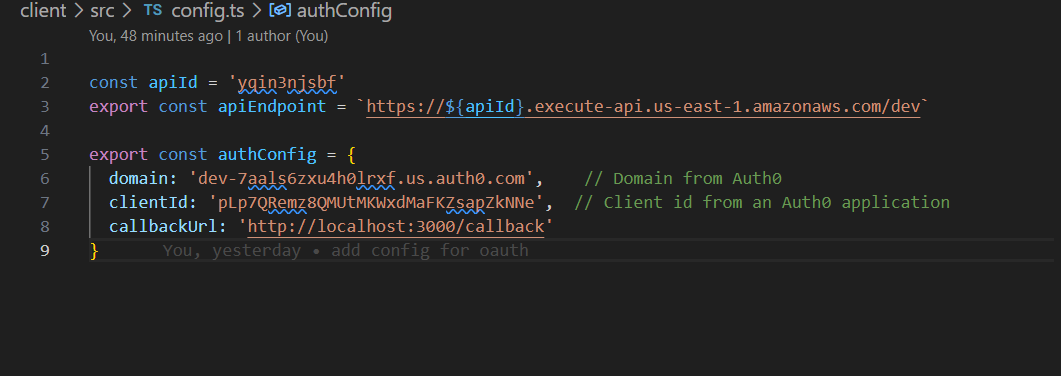 client > src > TS config.ts > authConfig
You, 48 minutes ago | 1 author (You)
1
2 const apiId = 'yqin3njsbf'
3 export const apiEndpoint = `https://${apiId}.execute-api.us-east-1.amazonaws.com/dev`
4
5 export const authConfig = {
6 domain: 'dev-7aals6zxu4h0lrxf.us.auth0.com', // Domain from Auth0
7 clientId: 'pLp7QRemz8QMUtMKWxdMaFKZsapZkNNe', // Client id from an Auth0 application
8 callbackUrl: 'http://localhost:3000/callback'
9 } You, yesterday • add config for oauth